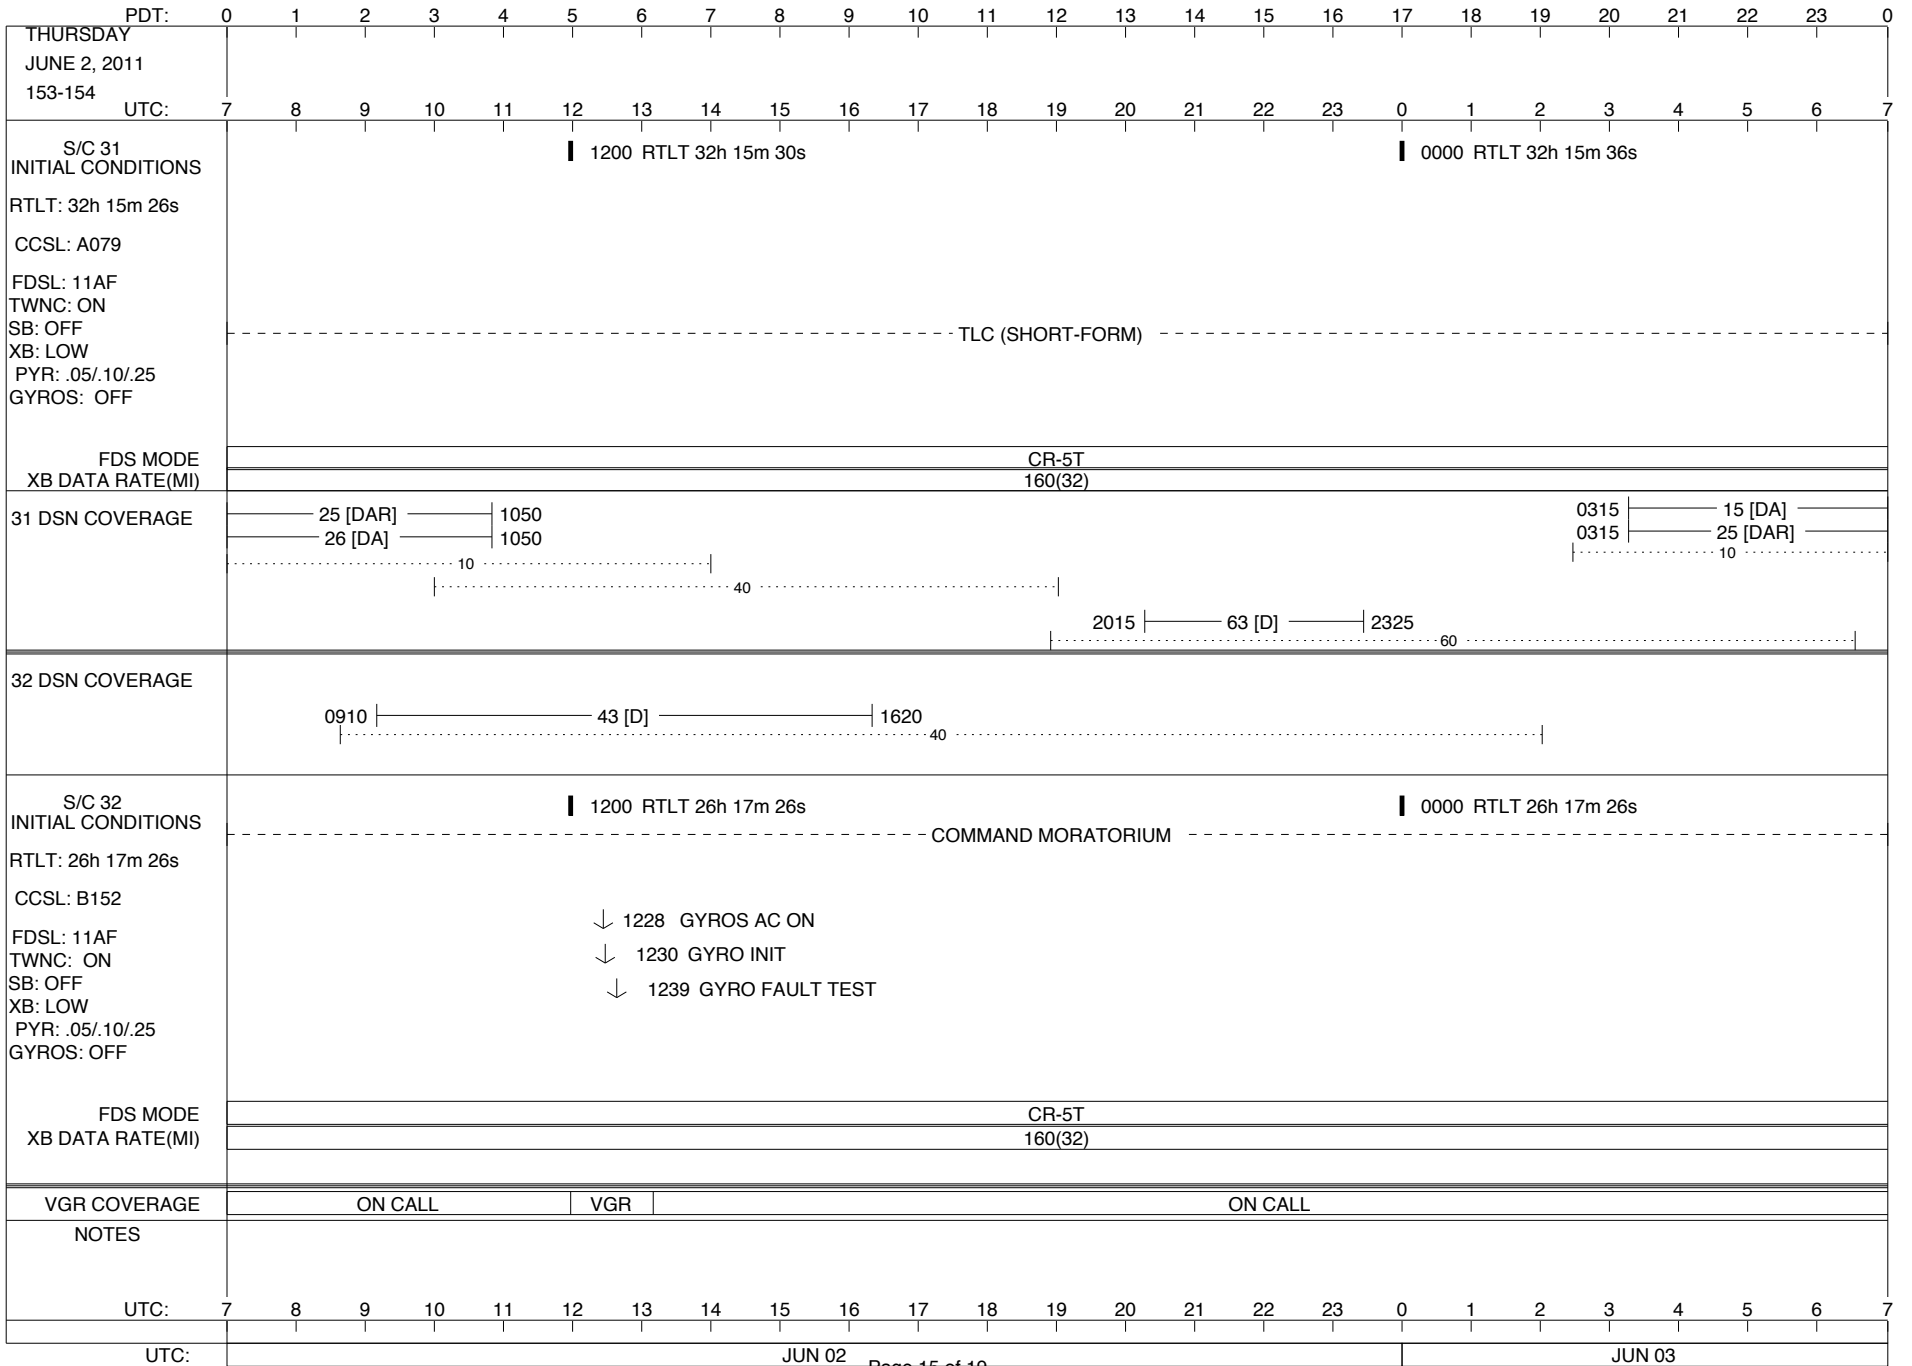 PDT: 0 1 2 3 4 5 6 7 8 9 10 11 12 13 14 15 16 17 18 19 20 21 22 23 0
THURSDAY
JUNE 2, 2011
153-154
UTC: 7 8 9 10 11 12 13 14 15 16 17 18 19 20 21 22 23 0 1 2 3 4 5 6 7
S/C 31
INITIAL CONDITIONS
1200 RTLT 32h 15m 30s
0000 RTLT 32h 15m 36s
RTLT: 32h 15m 26s
CCSL: A079
FDSL: 11AF
TWNC: ON
SB: OFF
TLC (SHORT-FORM)
XB: LOW
PYR: .05/.10/.25
GYROS: OFF
FDS MODE CR-5T
XB DATA RATE(MI) 160(32)
31 DSN COVERAGE
25 [DAR] 1050
26 [DA] 1050
0315 15 [DA]
0315 25 [DAR]
10
10
40
2015 63 [D] 2325
60
32 DSN COVERAGE
0910 43 [D] 1620
40
S/C 32
INITIAL CONDITIONS
1200 RTLT 26h 17m 26s
0000 RTLT 26h 17m 26s
COMMAND MORATORIUM
RTLT: 26h 17m 26s
CCSL: B152
1228 GYROS AC ON
FDSL: 11AF
1230 GYRO INIT
TWNC: ON
SB: OFF
1239 GYRO FAULT TEST
XB: LOW
PYR: .05/.10/.25
GYROS: OFF
FDS MODE CR-5T
XB DATA RATE(MI) 160(32)
VGR COVERAGE ON CALL VGR ON CALL
NOTES
UTC: 7 8 9 10 11 12 13 14 15 16 17 18 19 20 21 22 23 0 1 2 3 4 5 6 7
UTC: JUN 02 JUN 03
Page 15 of 19